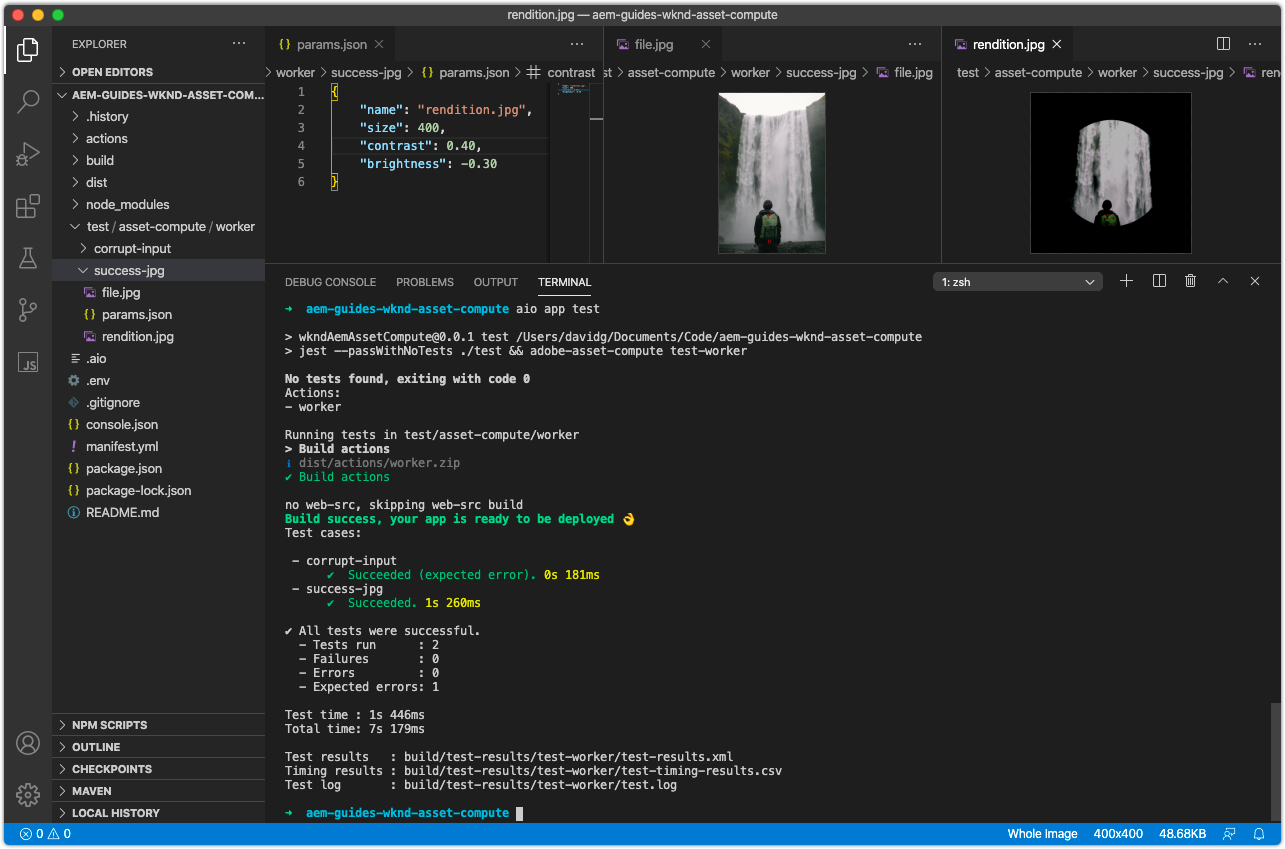 rendition.jpg — aem-guides-wknd-asset-compute
EXPLORER
OPEN EDITORS
AEM-GUIDES-WKND-ASSET-COM...
.history
actions
build
dist
node_modules
test / asset-compute / worker
corrupt-input
success-jpg
file.jpg
{} params.json
rendition.jpg
.aio
.env
.gitignore
{} console.json
! manifest.yml
{} package.json
{} package-lock.json
README.md
NPM SCRIPTS
OUTLINE
CHECKPOINTS
MAVEN
LOCAL HISTORY
JS
{} params.json
worker > success-jpg > {} params.json > contrast
1 {
2 "name": "rendition.jpg",
3 "size": 400,
4 "contrast": 0.40,
5 "brightness": -0.30
6 }
file.jpg
st > asset-compute > worker > success-jpg > file.jpg
rendition.jpg
test > asset-compute > worker > success-jpg > ren
DEBUG CONSOLE PROBLEMS OUTPUT TERMINAL 1: zsh
→ aem-guides-wknd-asset-compute aio app test
> wkndAemAssetCompute@0.0.1 test /Users/davidg/Documents/Code/aem-guides-wknd-asset-compute
> jest --passWithNoTests ./test && adobe-asset-compute test-worker
No tests found, exiting with code 0
Actions:
- worker
Running tests in test/asset-compute/worker
> Build actions
ℹ dist/actions/worker.zip
✔ Build actions
no web-src, skipping web-src build
Build success, your app is ready to be deployed 👌
Test cases:
- corrupt-input
✔ Succeeded (expected error). 0s 181ms
- success-jpg
✔ Succeeded. 1s 260ms
✔ All tests were successful.
- Tests run : 2
- Failures : 0
- Errors : 0
- Expected errors: 1
Test time : 1s 446ms
Total time: 7s 179ms
Test results : build/test-results/test-worker/test-results.xml
Timing results : build/test-results/test-worker/test-timing-results.csv
Test log : build/test-results/test-worker/test.log
→ aem-guides-wknd-asset-compute
0 0 Whole Image 400x400 48.68KB